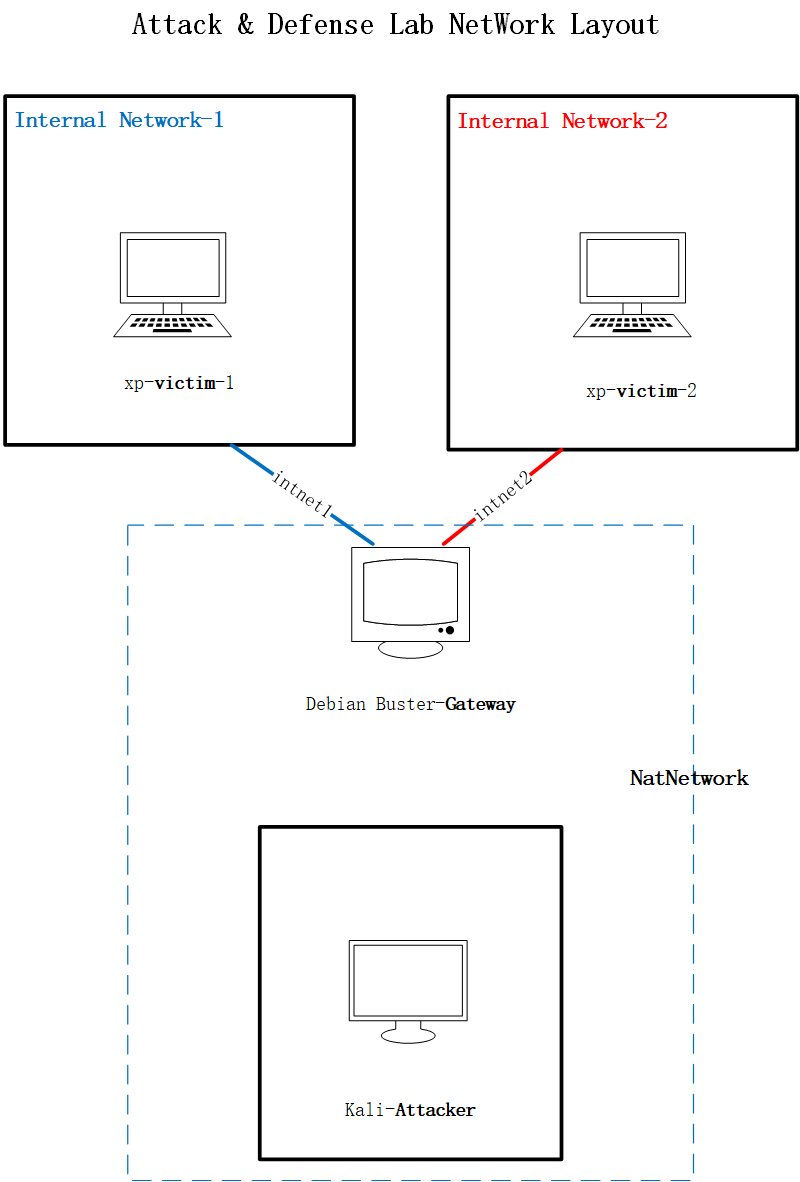 Attack & Defense Lab NetWork Layout
Internal Network-1
Internal Network-2
xp-victim-1
xp-victim-2
intnet1
intnet2
Debian Buster-Gateway
NatNetwork
Kali-Attacker